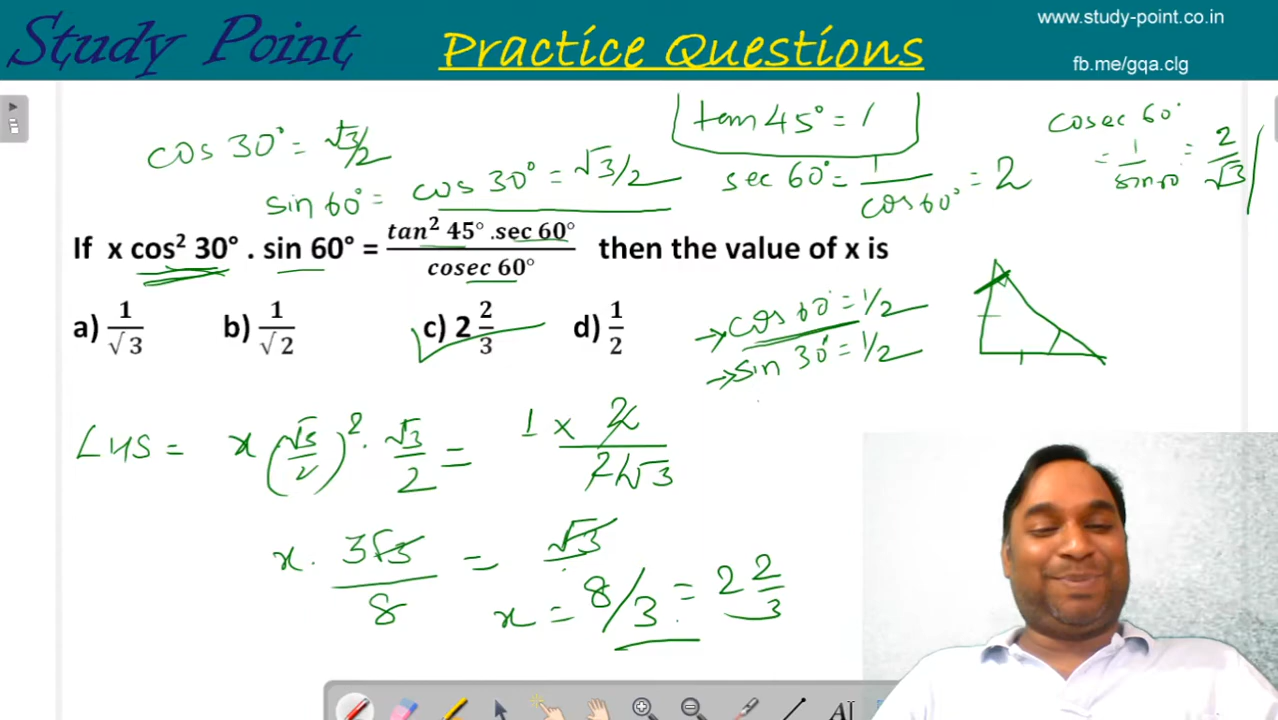 Study Point
Practice Questions
www.study-point.co.in
fb.me/gqa.clg
cos 30° = √3/2
tan 45° = 1
cosec 60°
= 1/sin 60° = 2/√3
sin 60° = cos 30° = √3/2
sec 60° = 1/cos 60° = 2
If x cos² 30° . sin 60° = tan² 45° .sec 60° / cosec 60° then the value of x is
a) 1/√3 b) 1/√2 c) 2 2/3 d) 1/2
→ cos 60° = 1/2
→ sin 30° = 1/2
LHS = x (√3/2)² . √3/2 = 1 × 2 / 2/√3
x . 3√3/8 = √3
x = 8/3 = 2 2/3
A